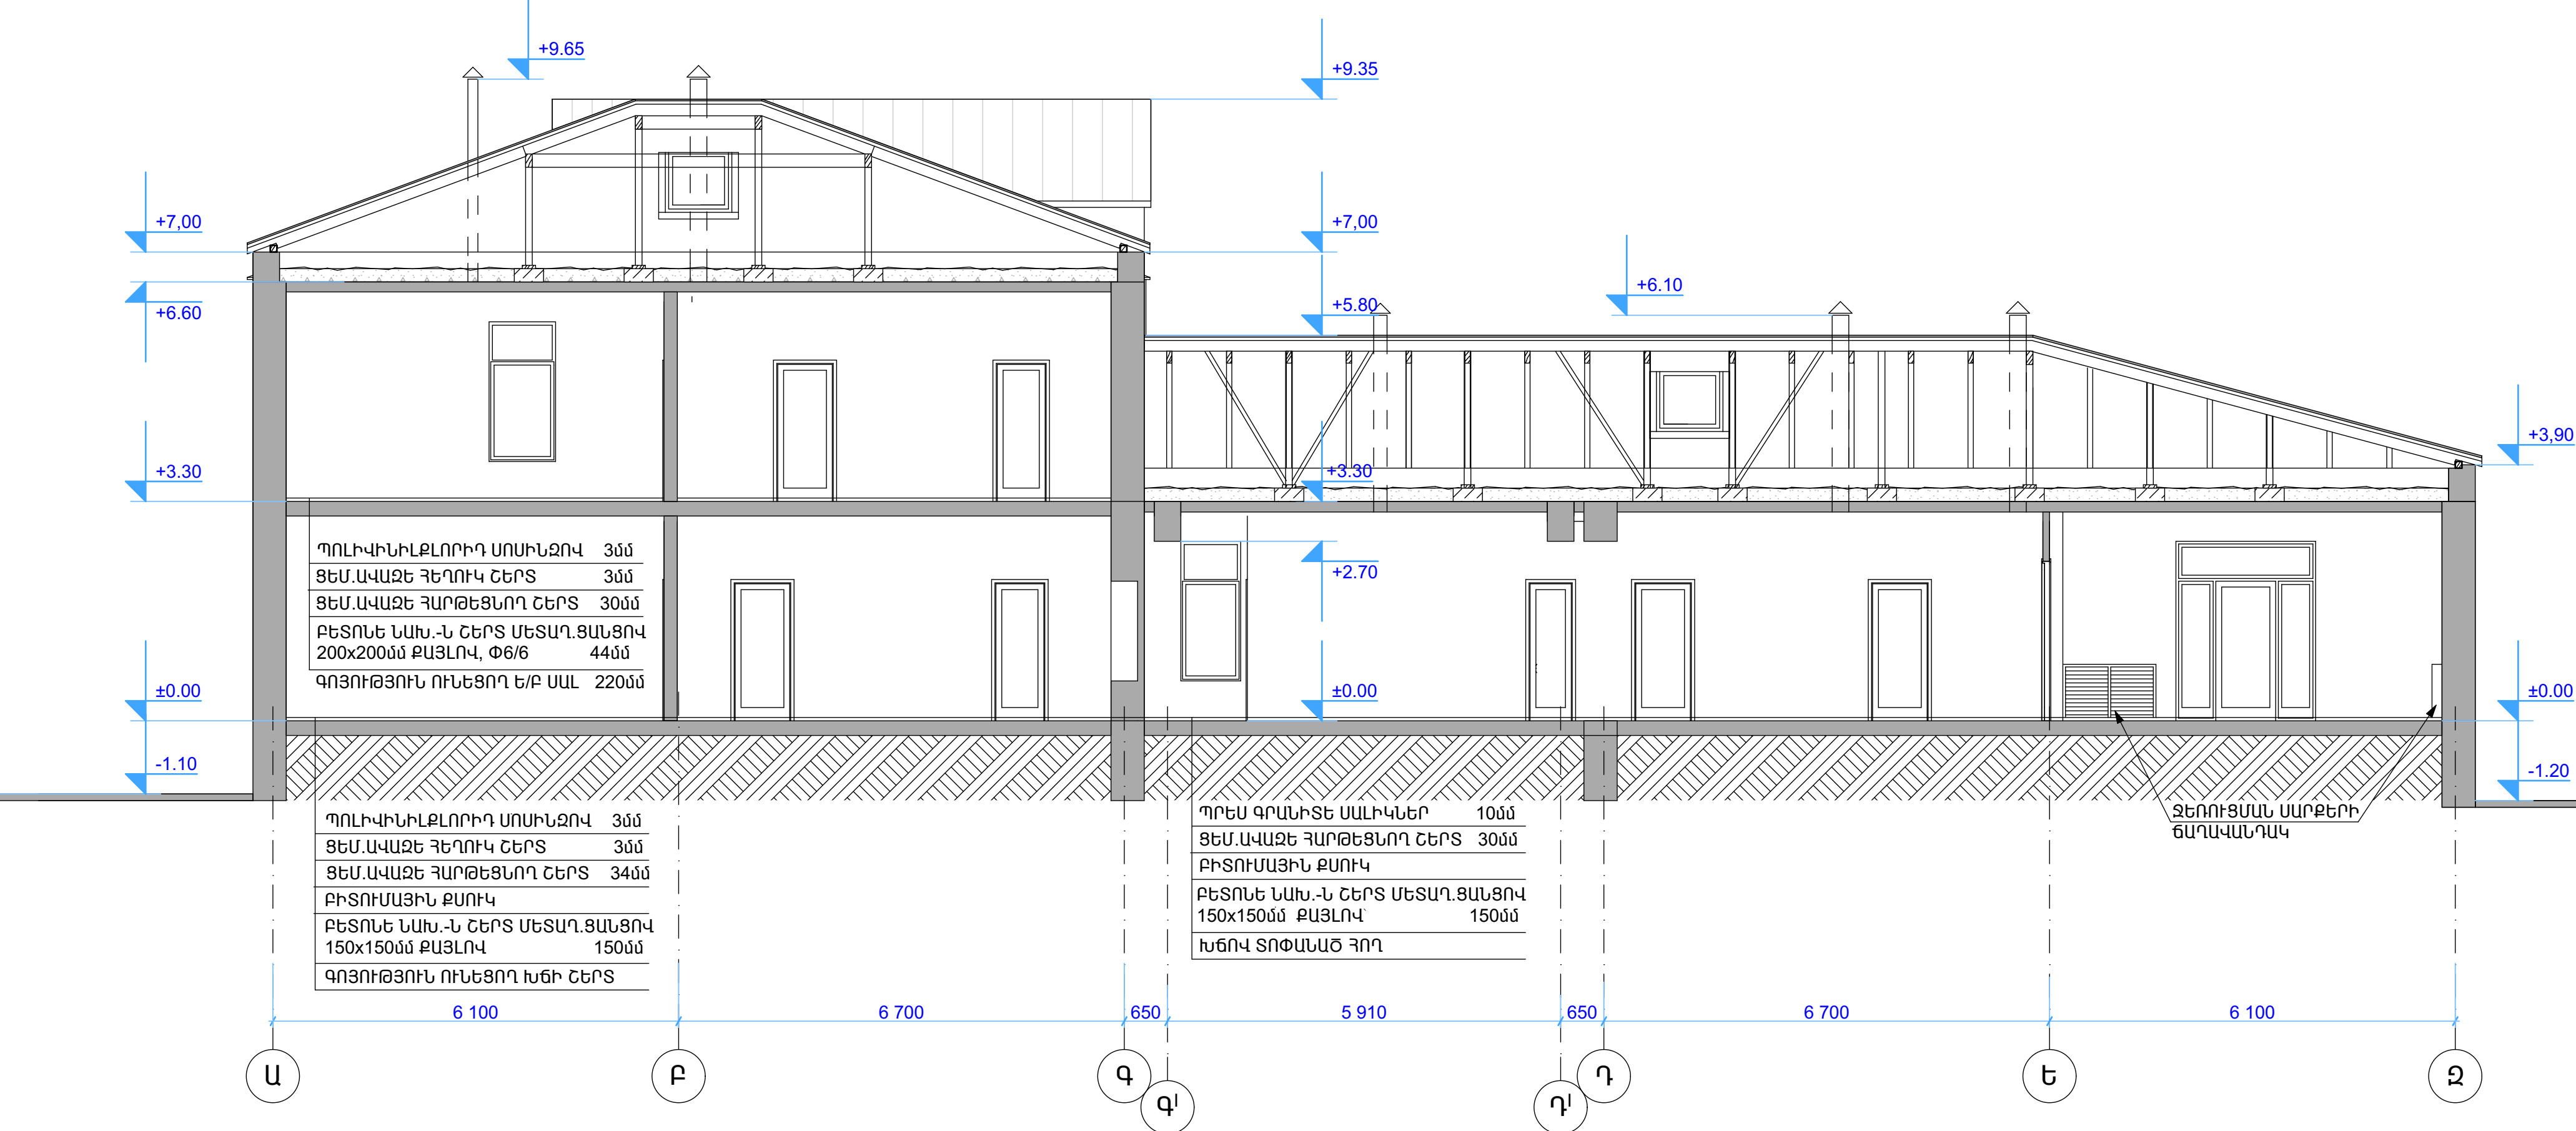 +9.65
+9.35
+7,00
+7,00
+6.60
+5.80
+6.10
+3.30
+3.30
+3,90
ՊՈԼԻՎԻՆԻԼՔԼՈՐԻԴ ՍՈՍԻՆՁՈՎ 3մմ
ՑԵՄ.ԱՎԱԶԵ ՀԵՂՈՒԿ ՇԵՐՏ 3մմ
ՑԵՄ.ԱՎԱԶԵ ՀԱՐԹԵՑՆՈՂ ՇԵՐՏ 30մմ
ԲԵՏՈՆԵ ՆԱԽ.-Ն ՇԵՐՏ ՄԵՏԱՂ.ՑԱՆՑՈՎ
200x200մմ ՔԱՅԼՈՎ, Ф6/6 44մմ
ԳՈՅՈՒԹՅՈՒՆ ՈՒՆԵՑՈՂ Ե/Բ ՍԱԼ 220մմ
+2.70
±0.00
±0.00
±0.00
-1.10
-1.20
ՊՈԼԻՎԻՆԻԼՔԼՈՐԻԴ ՍՈՍԻՆՁՈՎ 3մմ
ՑԵՄ.ԱՎԱԶԵ ՀԵՂՈՒԿ ՇԵՐՏ 3մմ
ՑԵՄ.ԱՎԱԶԵ ՀԱՐԹԵՑՆՈՂ ՇԵՐՏ 34մմ
ԲԻՏՈՒՄԱՅԻՆ ՔՍՈՒԿ
ԲԵՏՈՆԵ ՆԱԽ.-Ն ՇԵՐՏ ՄԵՏԱՂ.ՑԱՆՑՈՎ
150x150մմ ՔԱՅԼՈՎ 150մմ
ԳՈՅՈՒԹՅՈՒՆ ՈՒՆԵՑՈՂ ԽՃԻ ՇԵՐՏ
ՊՐԵՍ ԳՐԱՆԻՏԵ ՍԱԼԻԿՆԵՐ 10մմ
ՑԵՄ.ԱՎԱԶԵ ՀԱՐԹԵՑՆՈՂ ՇԵՐՏ 30մմ
ԲԻՏՈՒՄԱՅԻՆ ՔՍՈՒԿ
ԲԵՏՈՆԵ ՆԱԽ.-Ն ՇԵՐՏ ՄԵՏԱՂ.ՑԱՆՑՈՎ
150x150մմ ՔԱՅԼՈՎ 150մմ
ԽՃՈՎ ՏՈՓԱՆԱԾ ՀՈՂ
ՋԵՌՈՒՑՄԱՆ ՍԱՐՔԵՐԻ
ՃԱՂԱՎԱՆԴԱԿ
6 100
6 700
650
5 910
650
6 700
6 100
Ա
Բ
Գ
Գ¹
Դ¹
Դ
Ե
Զ